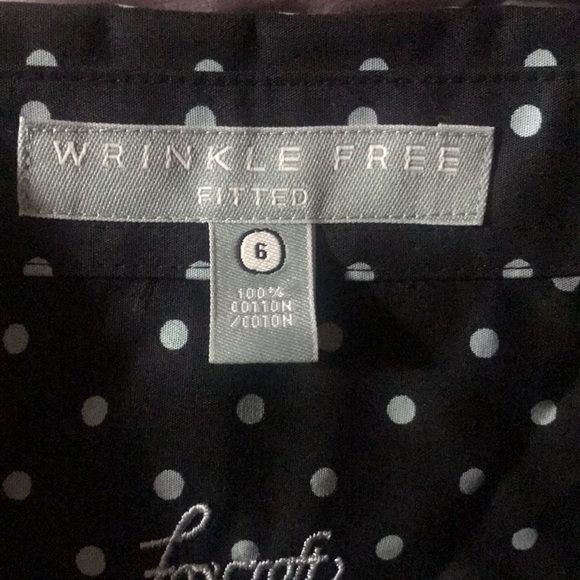 WRINKLE FREE
FITTED
6
100%
COTTON
/COTON
foxcroft